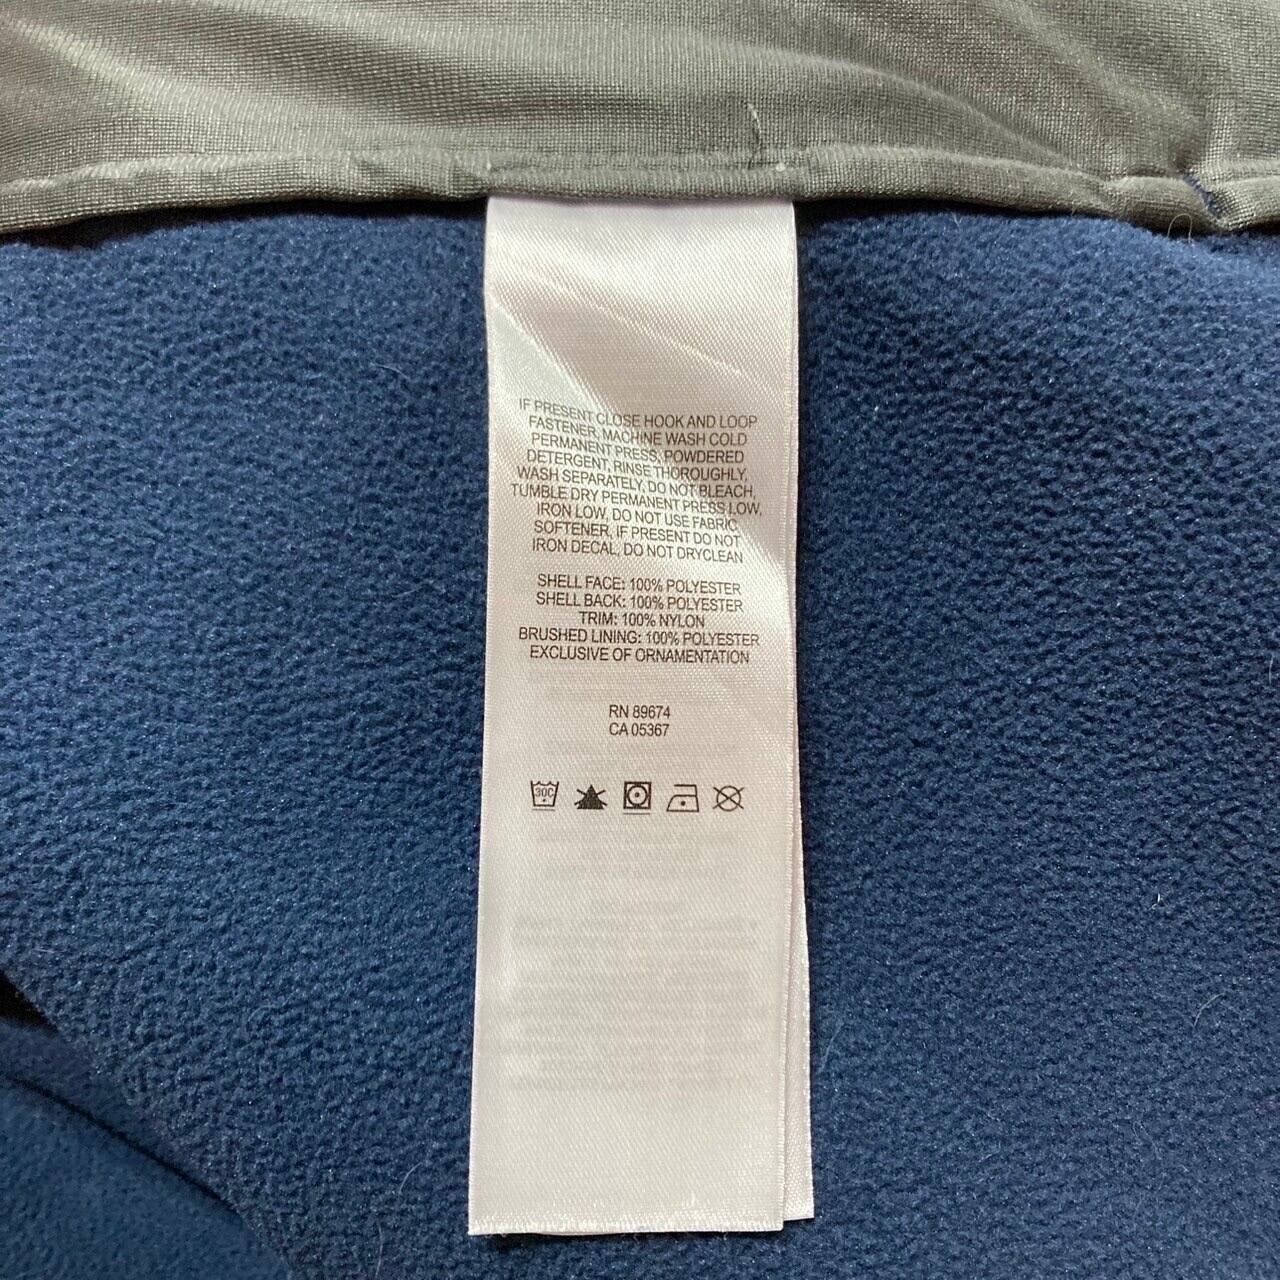 IF PRESENT CLOSE HOOK AND LOOP
FASTENER, MACHINE WASH COLD
PERMANENT PRESS, POWDERED
DETERGENT, RINSE THOROUGHLY,
WASH SEPARATELY, DO NOT BLEACH,
TUMBLE DRY PERMANENT PRESS LOW,
IRON LOW, DO NOT USE FABRIC
SOFTENER, IF PRESENT DO NOT
IRON DECAL, DO NOT DRYCLEAN
SHELL FACE: 100% POLYESTER
SHELL BACK: 100% POLYESTER
TRIM: 100% NYLON
BRUSHED LINING: 100% POLYESTER
EXCLUSIVE OF ORNAMENTATION
RN 89674
CA 05367
30C